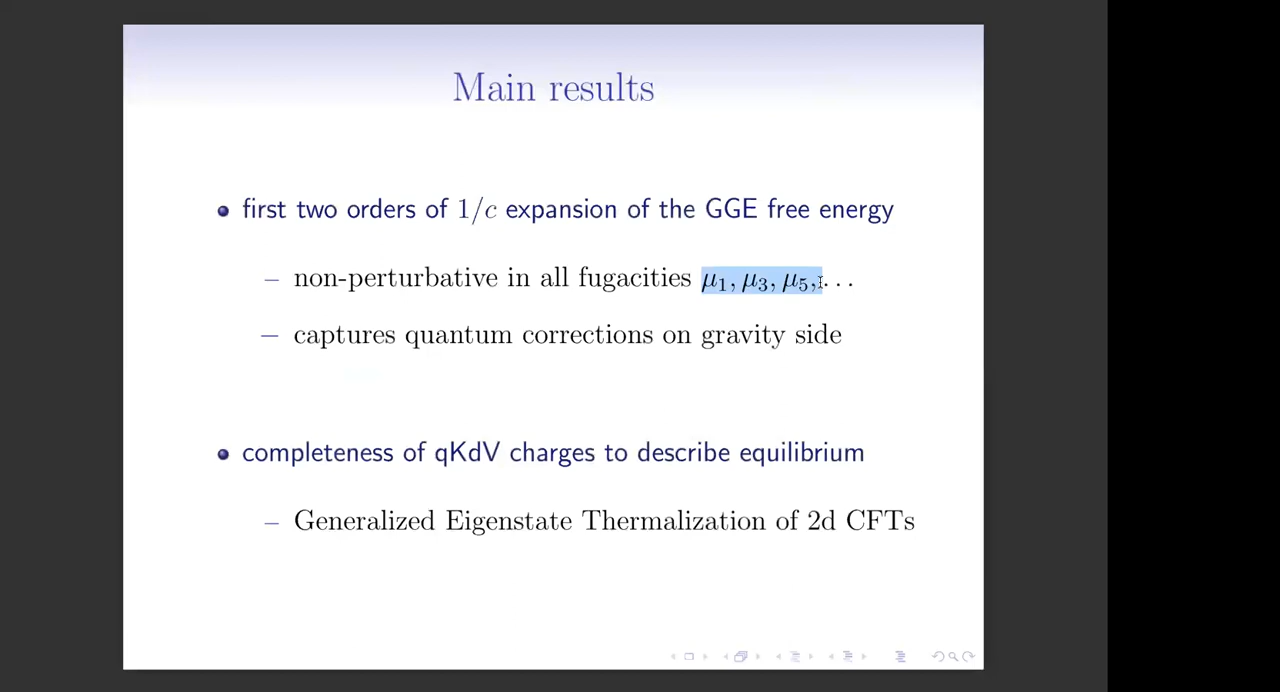 Main results
first two orders of 1/c expansion of the GGE free energy
– non-perturbative in all fugacities μ₁, μ₃, μ₅, ...
– captures quantum corrections on gravity side
completeness of qKdV charges to describe equilibrium
– Generalized Eigenstate Thermalization of 2d CFTs